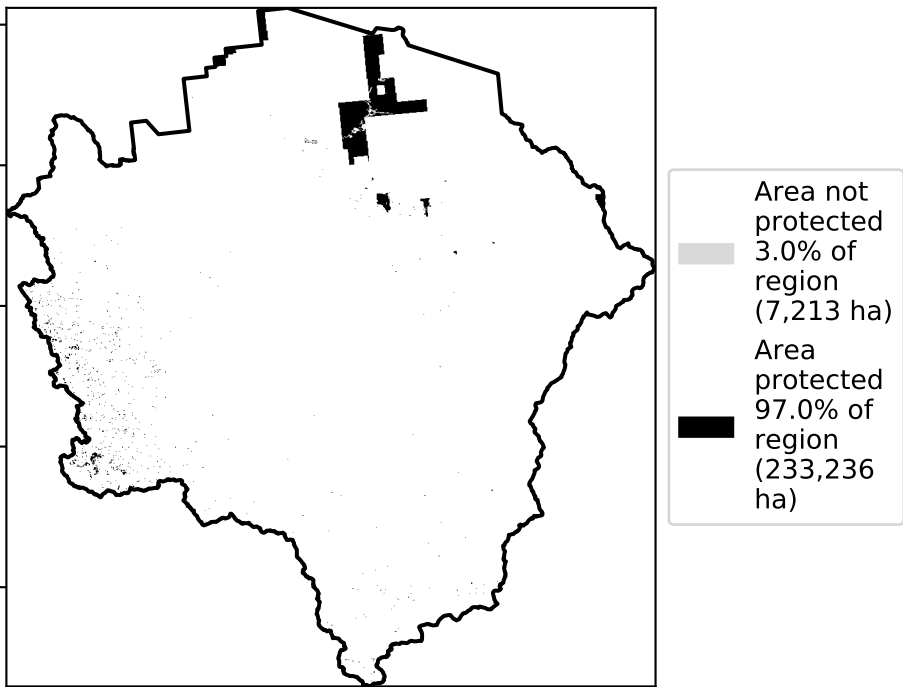 Area not
protected
3.0% of
region
(7,213 ha)
Area
protected
97.0% of
region
(233,236
ha)